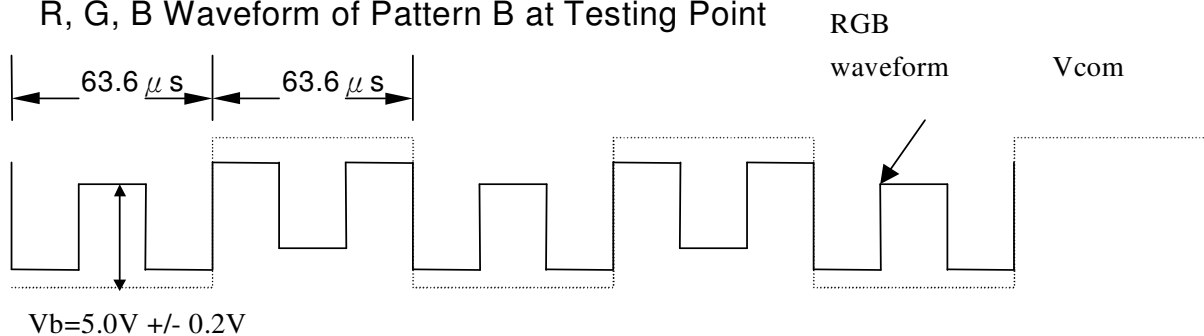 R, G, B Waveform of Pattern B at Testing Point
RGB
waveform
Vcom
63.6 μ s
63.6 μ s
Vb=5.0V +/- 0.2V